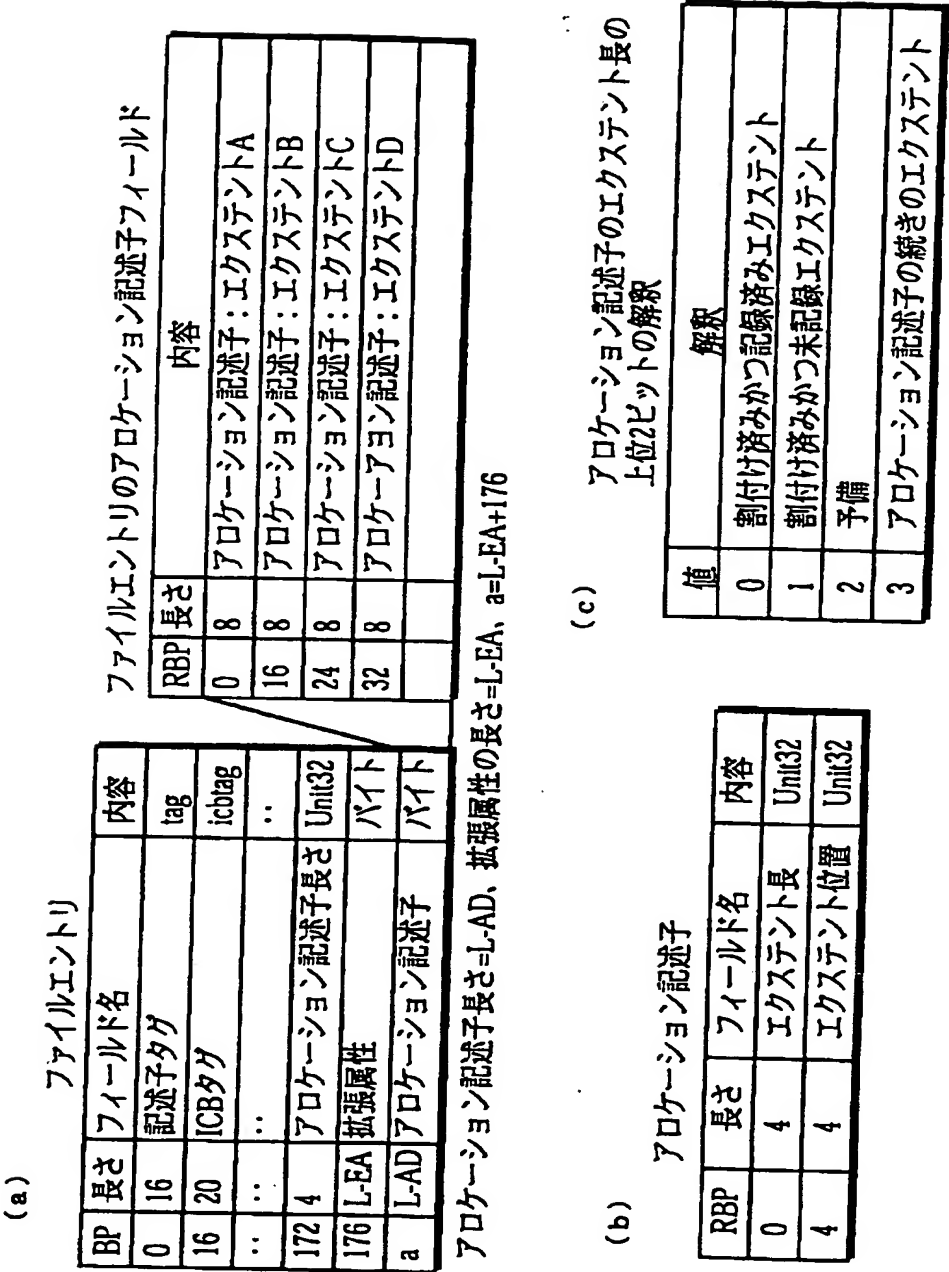 (a)
ファイルエントリ
BP 長さ フィールド名 内容
0 16 記述子タグ tag
16 20 ICBタグ icbtag
: : : :
172 4 アロケーション記述子長さ Unit32
176 L-EA 拡張属性 バイト
a L-AD アロケーション記述子 バイト
ファイルエントリのアロケーション記述子フィールド
RBP 長さ 内容
0 8 アロケーション記述子:エクステントA
16 8 アロケーション記述子:エクステントB
24 8 アロケーション記述子:エクステントC
32 8 アロケーアヨン記述子:エクステントD
アロケーション記述子長さ=L-AD、拡張属性の長さ=L-EA、a=L-EA+176
(b)
アロケーション記述子
RBP 長さ フィールド名 内容
0 4 エクステント長 Unit32
4 4 エクステント位置 Unit32
(c)
アロケーション記述子のエクステント長の
上位2ビットの解釈
値 解釈
0 割付け済みかつ記録済みエクステント
1 割付け済みかつ未記録エクステント
2 予備
3 アロケーション記述子の続きのエクステント